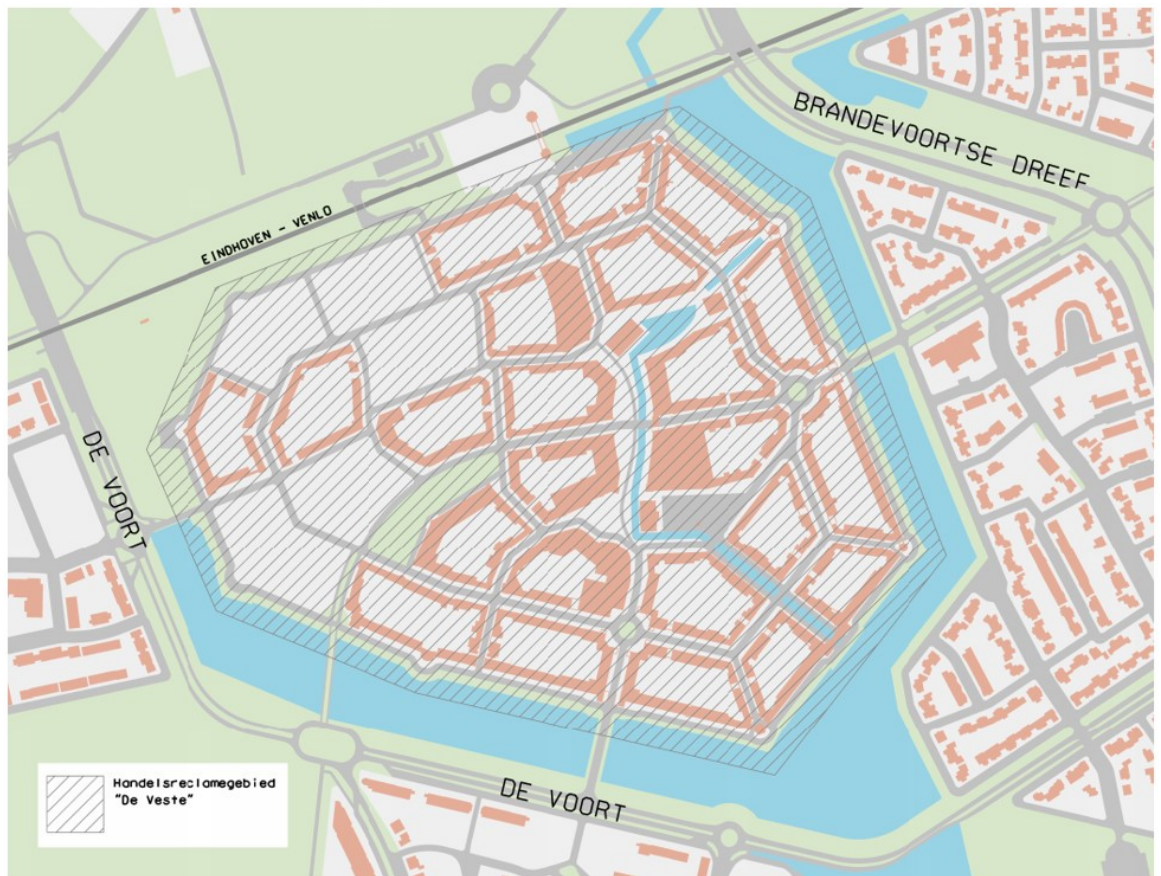 BRANDEVOORTSE DREEF
EINDHOVEN - VENLO
DE VOORT
DE VOORT
Handelsreclamegebied
"De Veste"